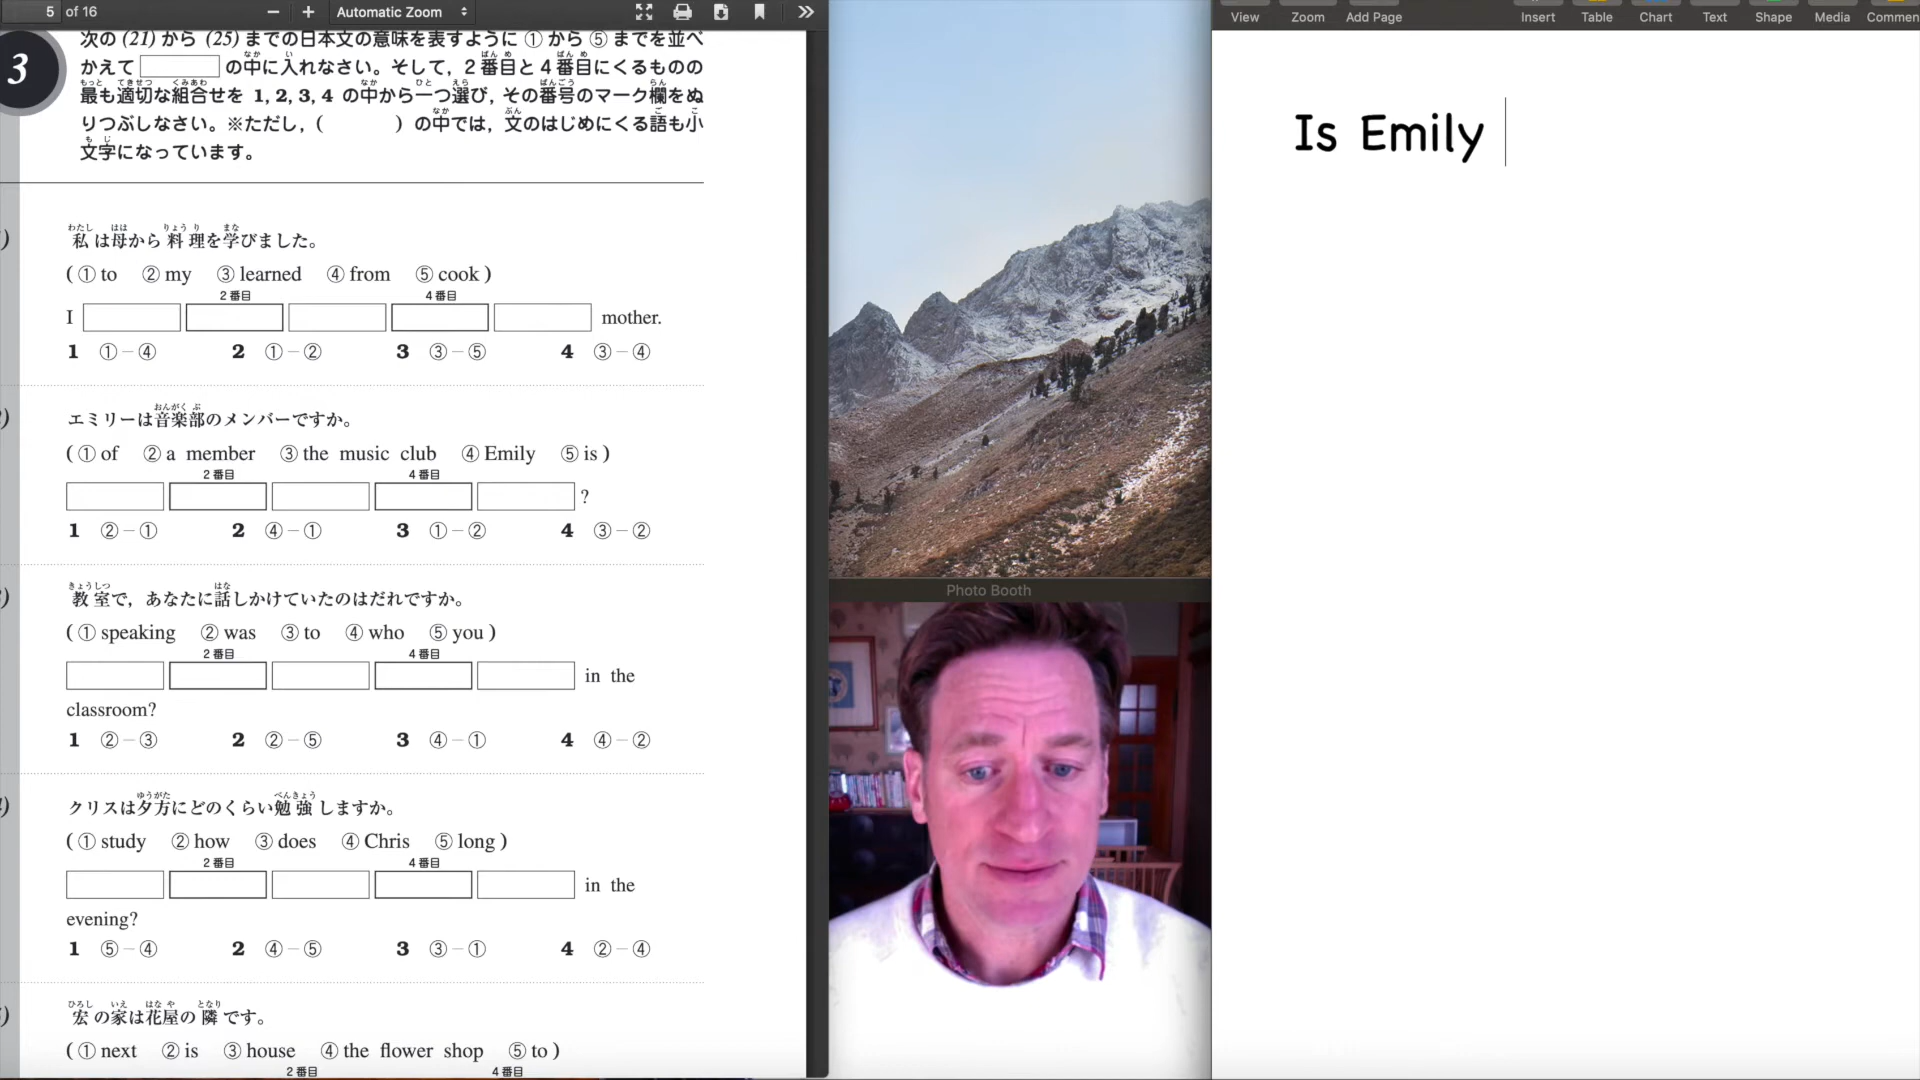 5 of 16
Automatic Zoom
3
次の (21) から (25) までの日本文の意味を表すように ① から ⑤ までを並べ
かえて の中に入れなさい。そして，2番目と4番目にくるものの
最も適切な組合せを 1, 2, 3, 4 の中から一つ選び，その番号のマーク欄をぬ
りつぶしなさい。※ただし，( ) の中では，文のはじめにくる語も小
文字になっています。
私は母から料理を学びました。
( ① to ② my ③ learned ④ from ⑤ cook )
2番目 4番目
I mother.
1 ① – ④ 2 ① – ② 3 ③ – ⑤ 4 ③ – ④
エミリーは音楽部のメンバーですか。
( ① of ② a member ③ the music club ④ Emily ⑤ is )
2番目 4番目
?
1 ② – ① 2 ④ – ① 3 ① – ② 4 ③ – ②
教室で，あなたに話しかけていたのはだれですか。
( ① speaking ② was ③ to ④ who ⑤ you )
2番目 4番目
in the
classroom?
1 ② – ③ 2 ② – ⑤ 3 ④ – ① 4 ④ – ②
クリスは夕方にどのくらい勉強しますか。
( ① study ② how ③ does ④ Chris ⑤ long )
2番目 4番目
in the
evening?
1 ⑤ – ④ 2 ④ – ⑤ 3 ③ – ① 4 ② – ④
宏の家は花屋の隣です。
( ① next ② is ③ house ④ the flower shop ⑤ to )
2番目 4番目
Photo Booth
View Zoom Add Page Insert Table Chart Text Shape Media Commen
Is Emily